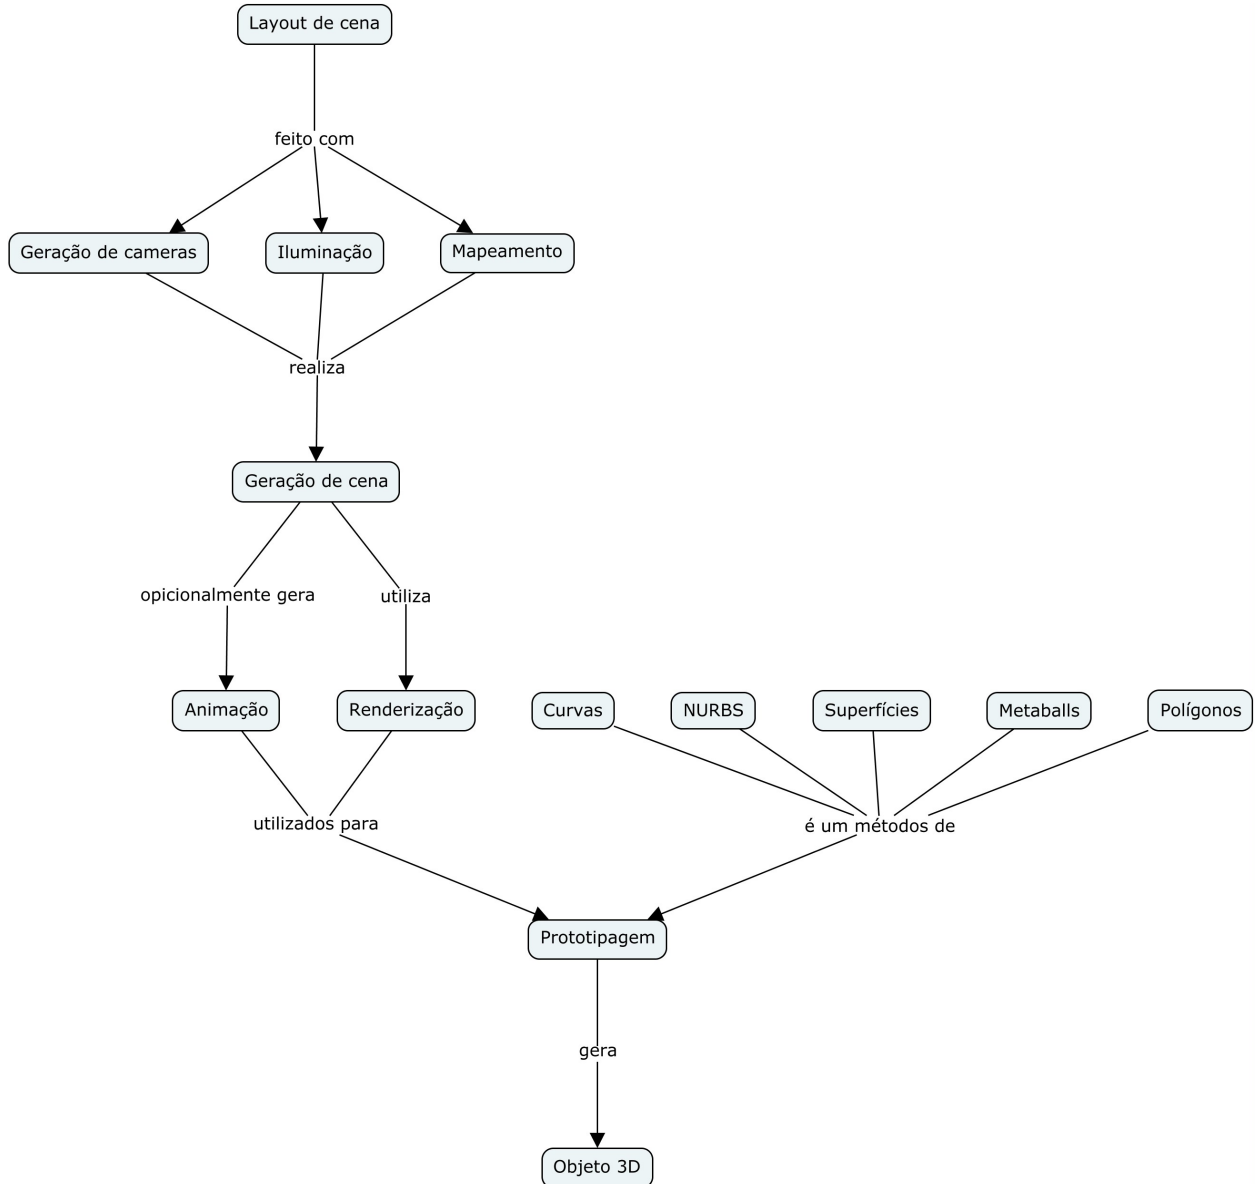 Layout de cena
feito com
Geração de cameras
Iluminação
Mapeamento
realiza
Geração de cena
opicionalmente gera
utiliza
Animação
Renderização
Curvas
NURBS
Superfícies
Metaballs
Polígonos
utilizados para
é um métodos de
Prototipagem
gera
Objeto 3D